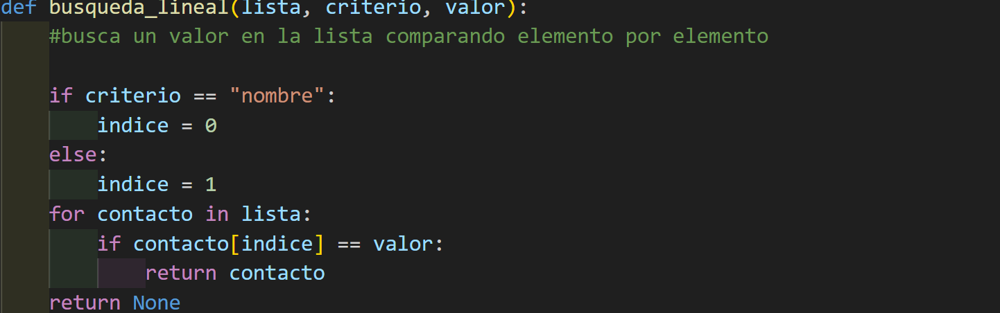 def busqueda_lineal(lista, criterio, valor):
#busca un valor en la lista comparando elemento por elemento
if criterio == "nombre":
indice = 0
else:
indice = 1
for contacto in lista:
if contacto[indice] == valor:
return contacto
return None